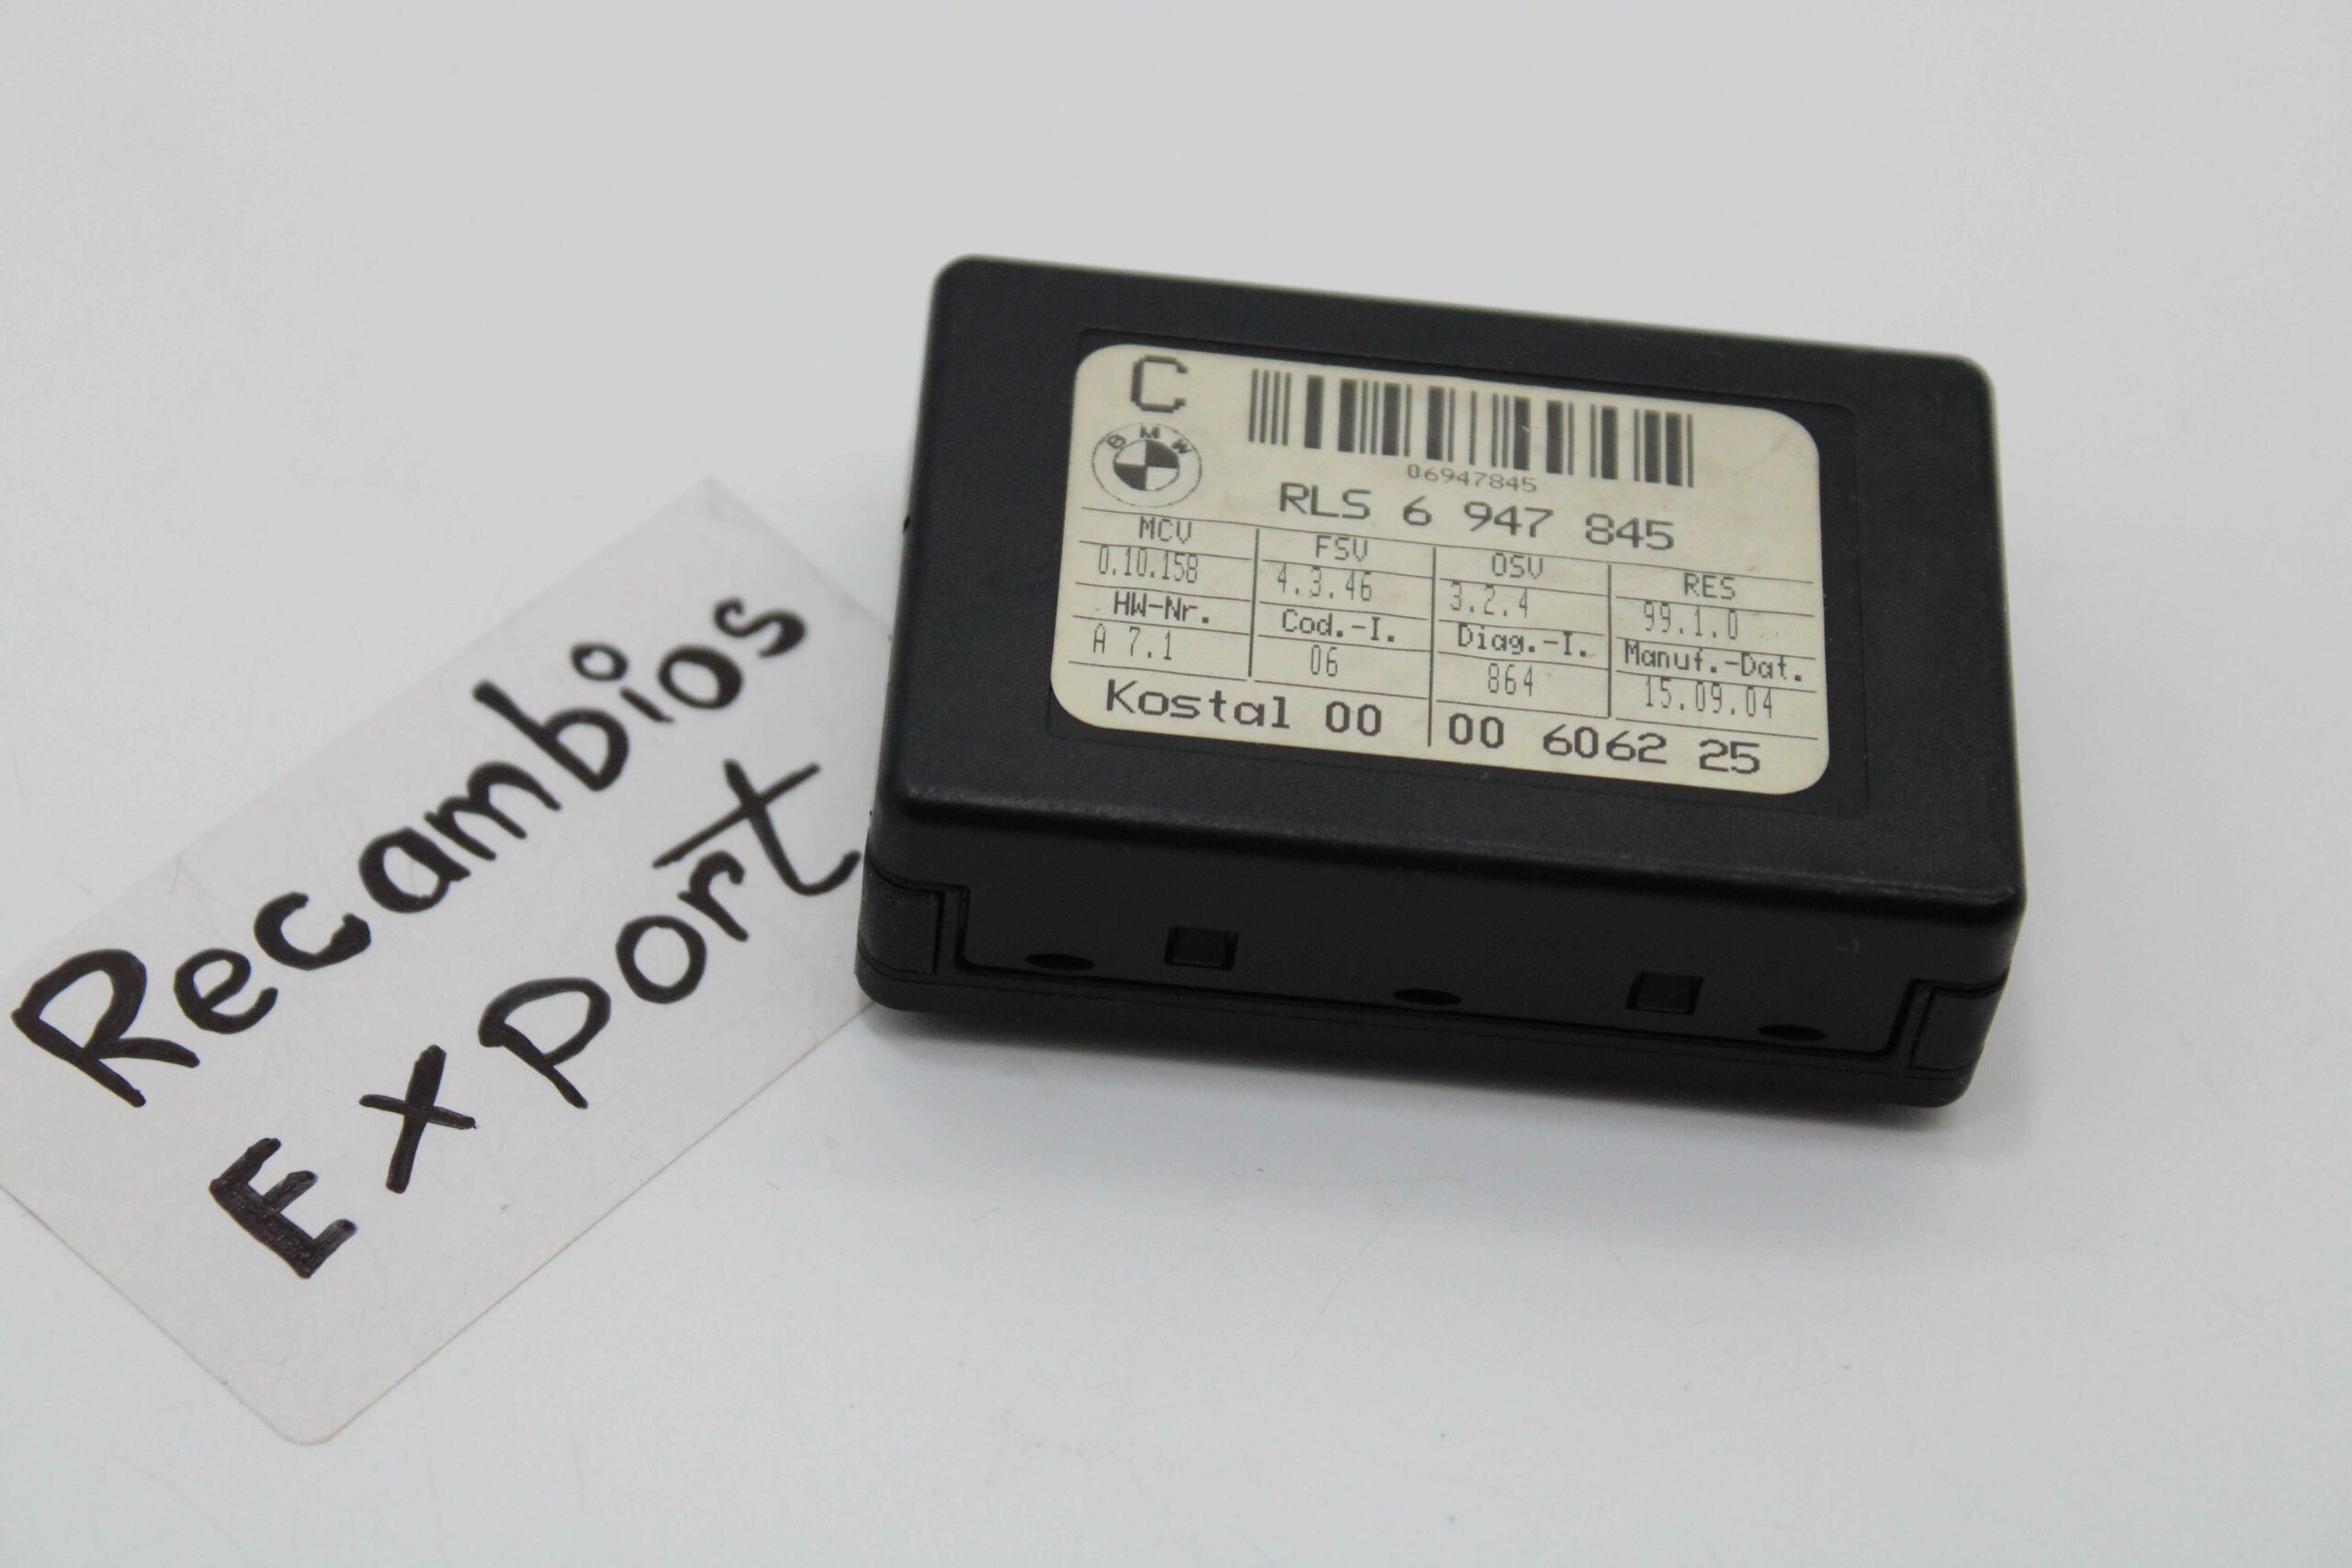 C
BMW
06947845
RLS 6 947 845
MCV FSV OSV RES
0.10.158 4.3.46 3.2.4 99.1.0
HW-Nr. Cod.-I. Diag.-I. Manuf.-Dat.
A 7.1 06 864 15.09.04
Kostal 00 00 6062 25
Recambios
Export